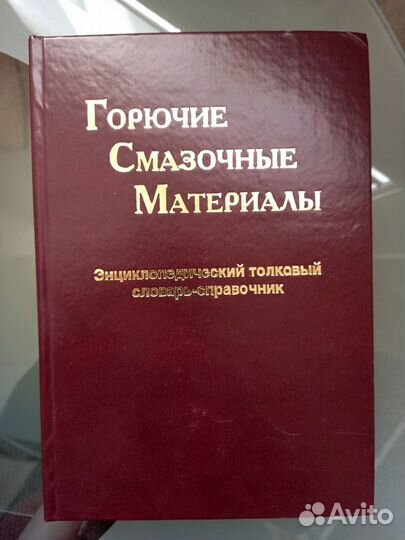 Горючие
Смазочные
Материалы
Энциклопедический толковый
словарь-справочник
Avito